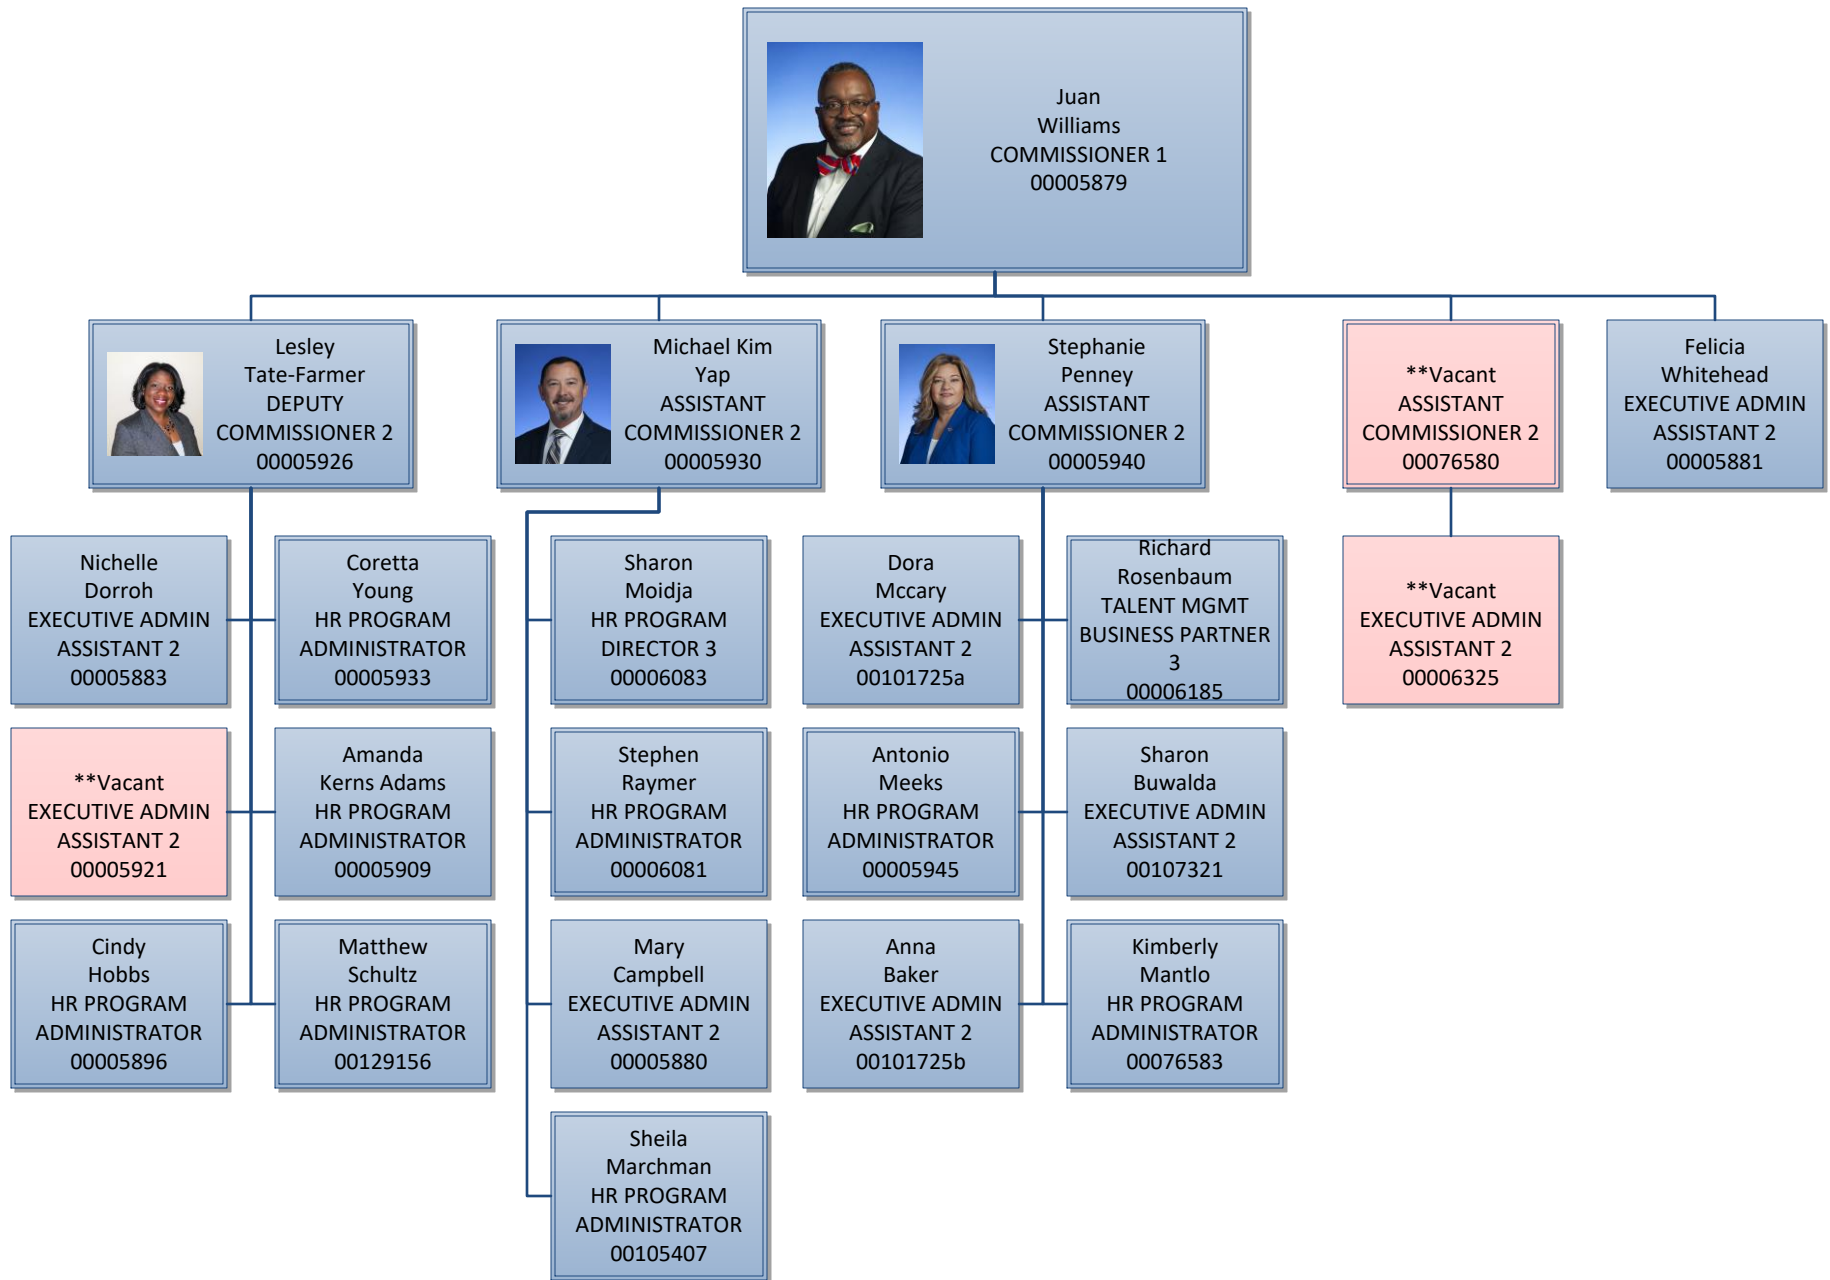 Juan
Williams
COMMISSIONER 1
00005879
Lesley
Tate-Farmer
DEPUTY
COMMISSIONER 2
00005926
Michael Kim
Yap
ASSISTANT
COMMISSIONER 2
00005930
Stephanie
Penney
ASSISTANT
COMMISSIONER 2
00005940
**Vacant
ASSISTANT
COMMISSIONER 2
00076580
Felicia
Whitehead
EXECUTIVE ADMIN
ASSISTANT 2
00005881
Nichelle
Dorroh
EXECUTIVE ADMIN
ASSISTANT 2
00005883
Coretta
Young
HR PROGRAM
ADMINISTRATOR
00005933
Sharon
Moidja
HR PROGRAM
DIRECTOR 3
00006083
Dora
Mccary
EXECUTIVE ADMIN
ASSISTANT 2
00101725a
Richard
Rosenbaum
TALENT MGMT
BUSINESS PARTNER
3
00006185
**Vacant
EXECUTIVE ADMIN
ASSISTANT 2
00006325
**Vacant
EXECUTIVE ADMIN
ASSISTANT 2
00005921
Amanda
Kerns Adams
HR PROGRAM
ADMINISTRATOR
00005909
Stephen
Raymer
HR PROGRAM
ADMINISTRATOR
00006081
Antonio
Meeks
HR PROGRAM
ADMINISTRATOR
00005945
Sharon
Buwalda
EXECUTIVE ADMIN
ASSISTANT 2
00107321
Cindy
Hobbs
HR PROGRAM
ADMINISTRATOR
00005896
Matthew
Schultz
HR PROGRAM
ADMINISTRATOR
00129156
Mary
Campbell
EXECUTIVE ADMIN
ASSISTANT 2
00005880
Anna
Baker
EXECUTIVE ADMIN
ASSISTANT 2
00101725b
Kimberly
Mantlo
HR PROGRAM
ADMINISTRATOR
00076583
Sheila
Marchman
HR PROGRAM
ADMINISTRATOR
00105407